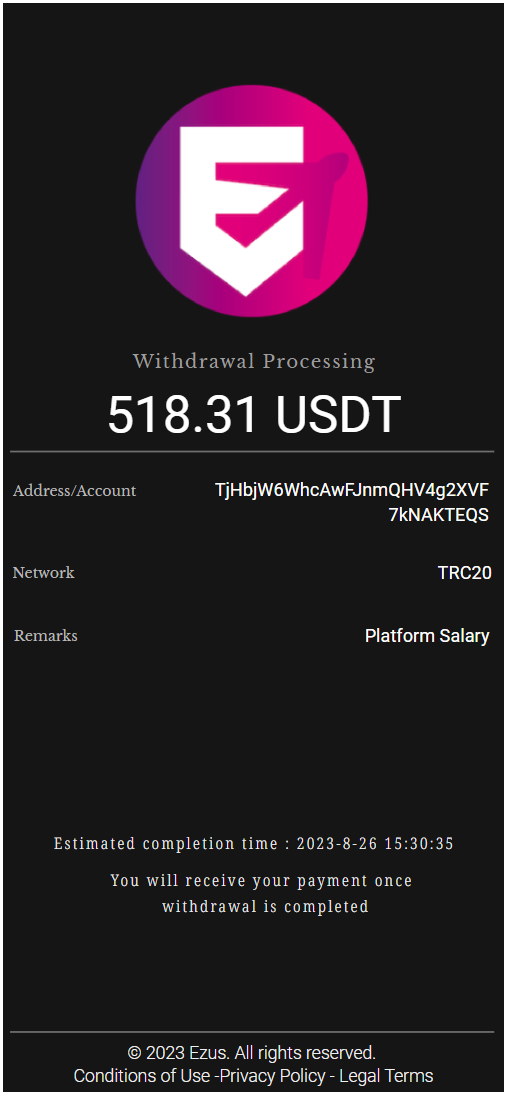 Withdrawal Processing
518.31 USDT
Address/Account
TjHbjW6WhcAwFJnmQHV4g2XVF
7kNAKTEQS
Network
TRC20
Remarks
Platform Salary
Estimated completion time : 2023-8-26 15:30:35
You will receive your payment once
withdrawal is completed
© 2023 Ezus. All rights reserved.
Conditions of Use -Privacy Policy - Legal Terms